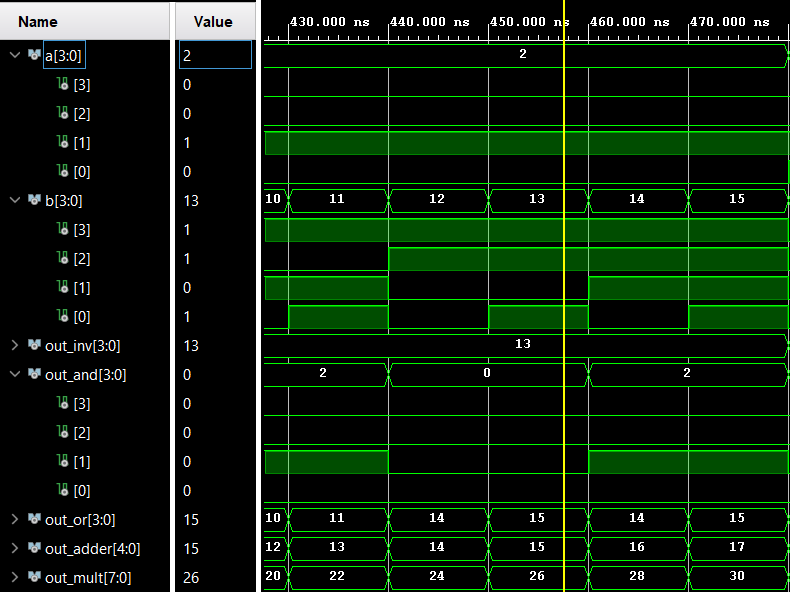 Name Value 430.000 ns 440.000 ns 450.000 ns 460.000 ns 470.000 ns
a[3:0] 2 2
[3] 0
[2] 0
[1] 1
[0] 0
b[3:0] 13 10 11 12 13 14 15
[3] 1
[2] 1
[1] 0
[0] 1
out_inv[3:0] 13 13
out_and[3:0] 0 2 0 2
[3] 0
[2] 0
[1] 0
[0] 0
out_or[3:0] 15 10 11 14 15 14 15
out_adder[4:0] 15 12 13 14 15 16 17
out_mult[7:0] 26 20 22 24 26 28 30